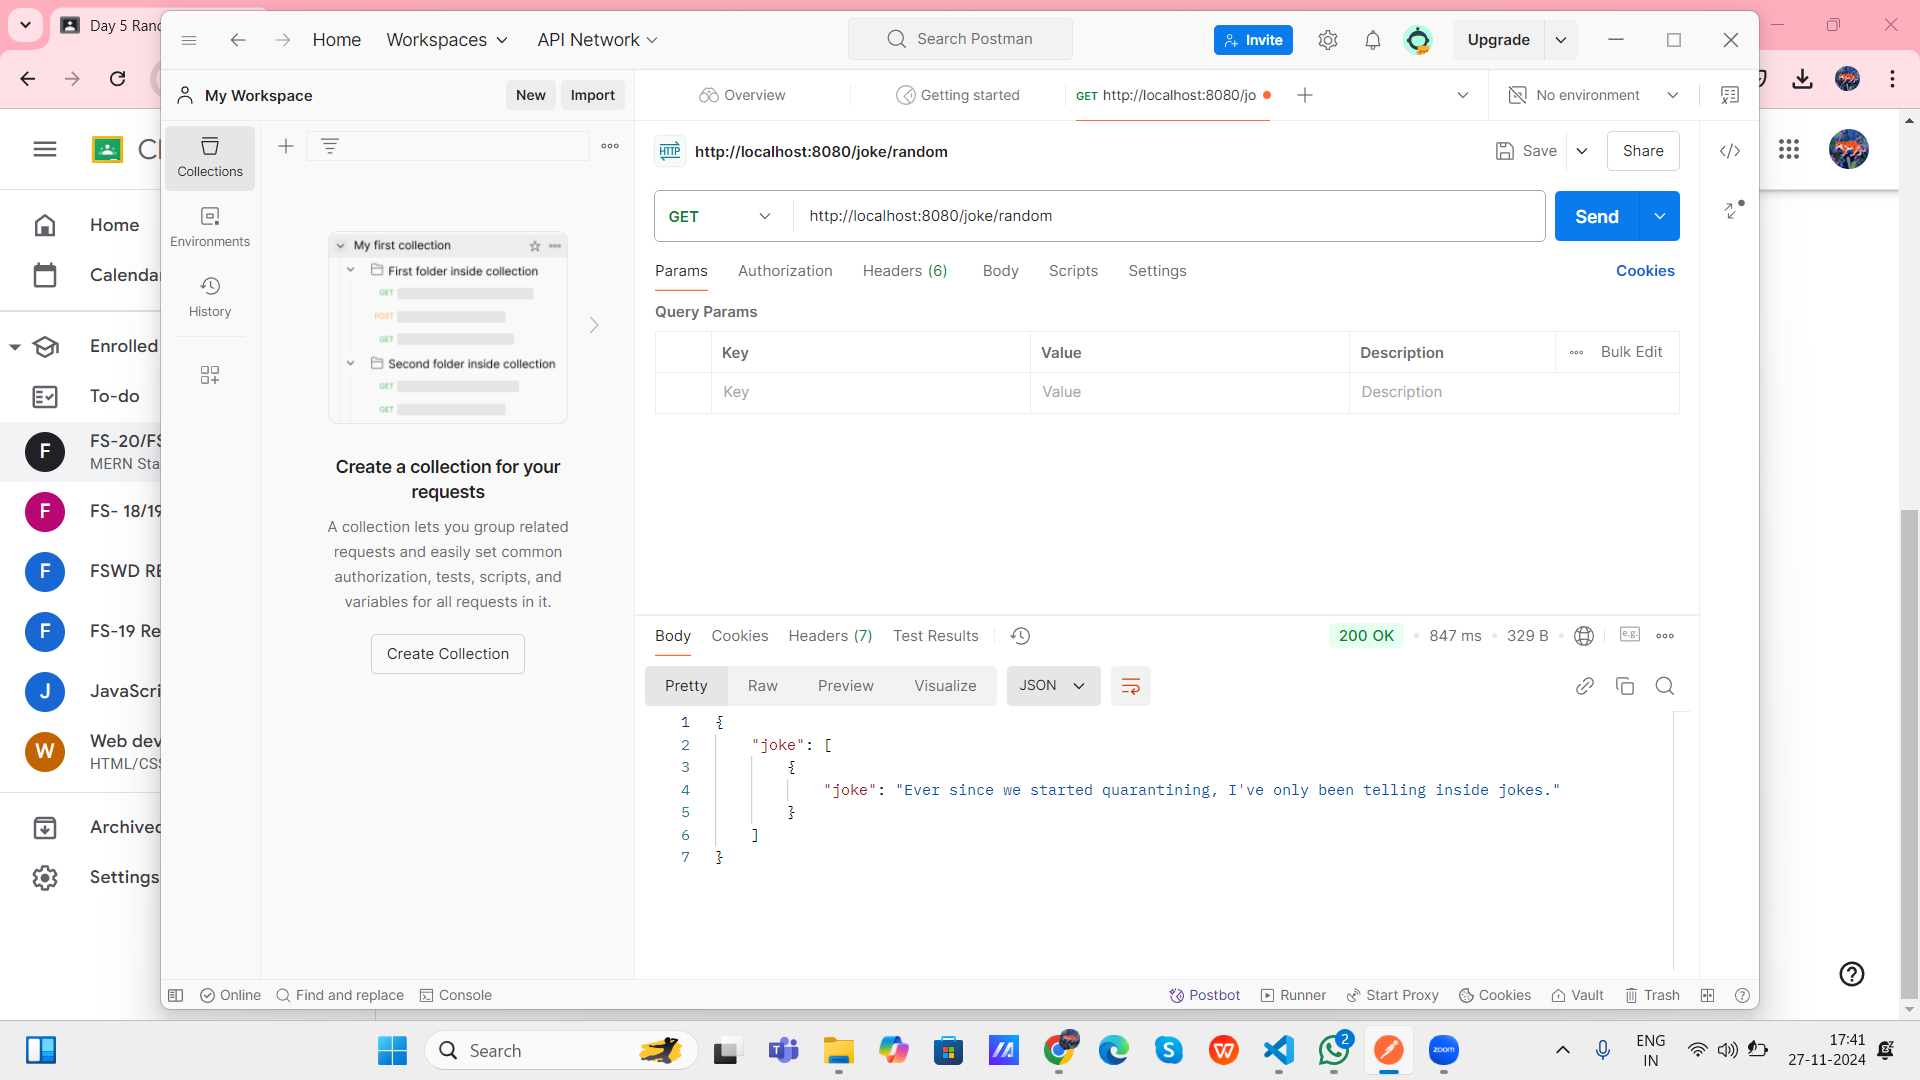 Day 5 Ranc
Home
Workspaces
API Network
Search Postman
Invite
Upgrade
My Workspace
New
Import
Overview
Getting started
GET http://localhost:8080/jo
No environment
Collections
Environments
History
HTTP
http://localhost:8080/joke/random
Save
Share
GET
http://localhost:8080/joke/random
Send
Params
Authorization
Headers (6)
Body
Scripts
Settings
Cookies
Query Params
Key
Value
Description
Bulk Edit
Key
Value
Description
My first collection
First folder inside collection
GET
POST
GET
Second folder inside collection
GET
GET
Create a collection for your
requests
A collection lets you group related
requests and easily set common
authorization, tests, scripts, and
variables for all requests in it.
Create Collection
Body
Cookies
Headers (7)
Test Results
200 OK
847 ms
329 B
e.g.
Pretty
Raw
Preview
Visualize
JSON
1 {
2 "joke": [
3 {
4 "joke": "Ever since we started quarantining, I've only been telling inside jokes."
5 }
6 ]
7 }
Online
Find and replace
Console
Postbot
Runner
Start Proxy
Cookies
Vault
Trash
Cl
Home
Calenda
Enrolled
To-do
F
FS-20/FS
MERN Sta
F
FS- 18/19
F
FSWD RE
F
FS-19 Re
J
JavaScri
W
Web dev
HTML/CSS
Archived
Settings
Search
2
zoom
ENG
IN
17:41
27-11-2024